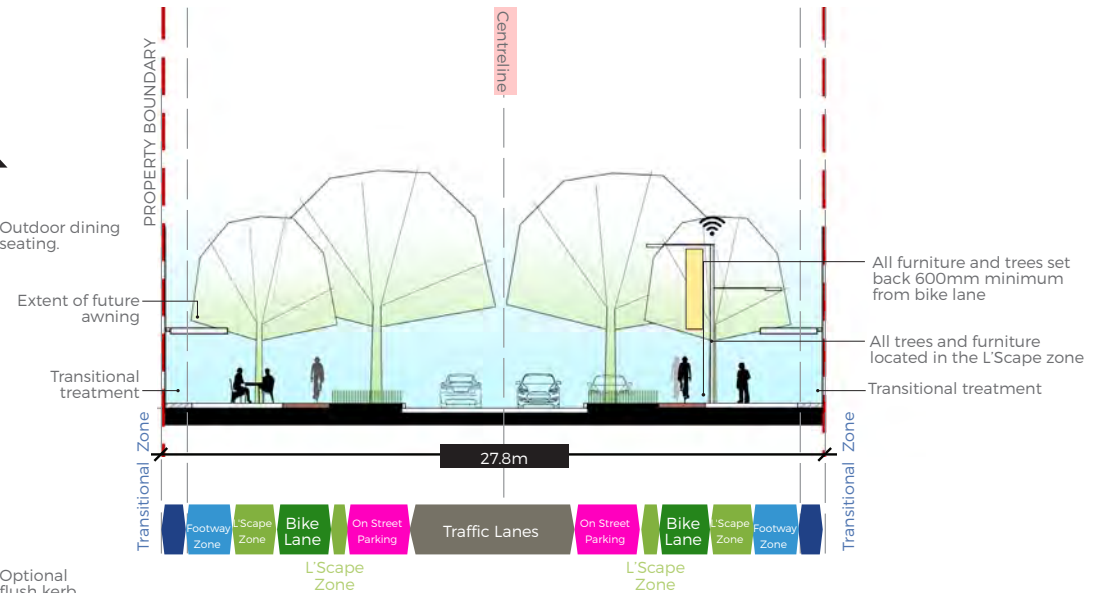 Centreline
PROPERTY BOUNDARY
Outdoor dining
seating.
Extent of future
awning
Transitional
treatment
All furniture and trees set
back 600mm minimum
from bike lane
All trees and furniture
located in the L'Scape zone
Transitional treatment
27.8m
Transitional Zone
Footway
Zone
L'Scape
Zone
Bike
Lane
On Street
Parking
Traffic Lanes
On Street
Parking
Bike
Lane
L'Scape
Zone
Footway
Zone
Transitional Zone
L'Scape
Zone
L'Scape
Zone
Optional
flush kerb